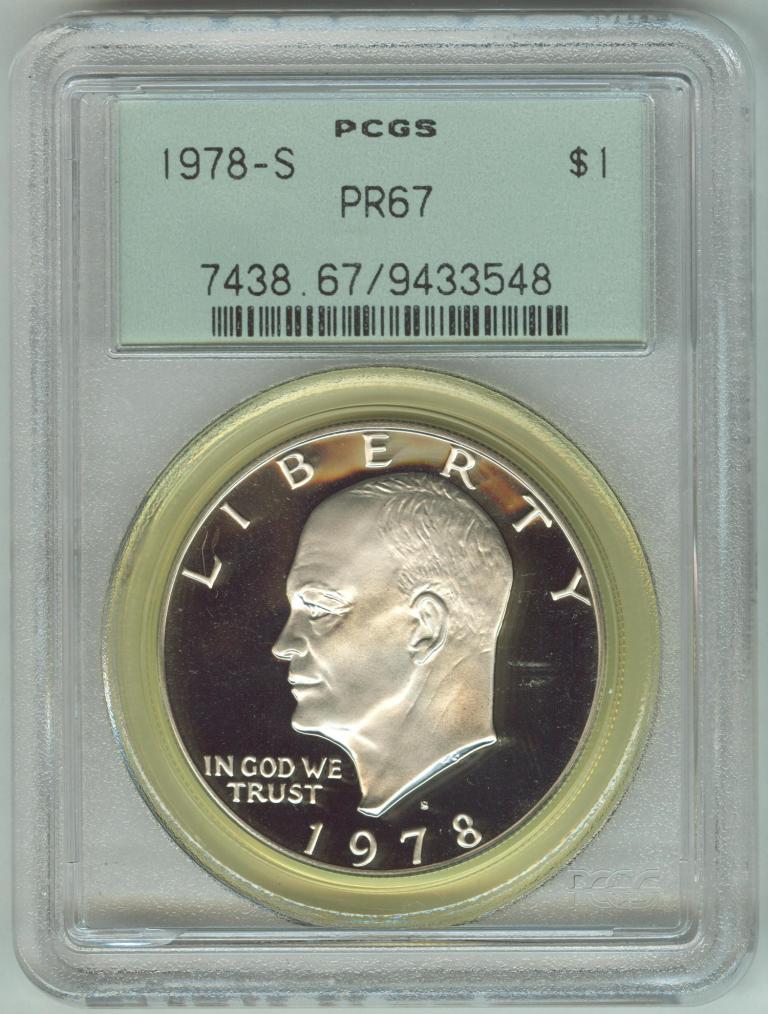 PCGS
1978-S $1
PR67
7438.67/9433548
LIBERTY
IN GOD WE
TRUST
S
1978
PCGS